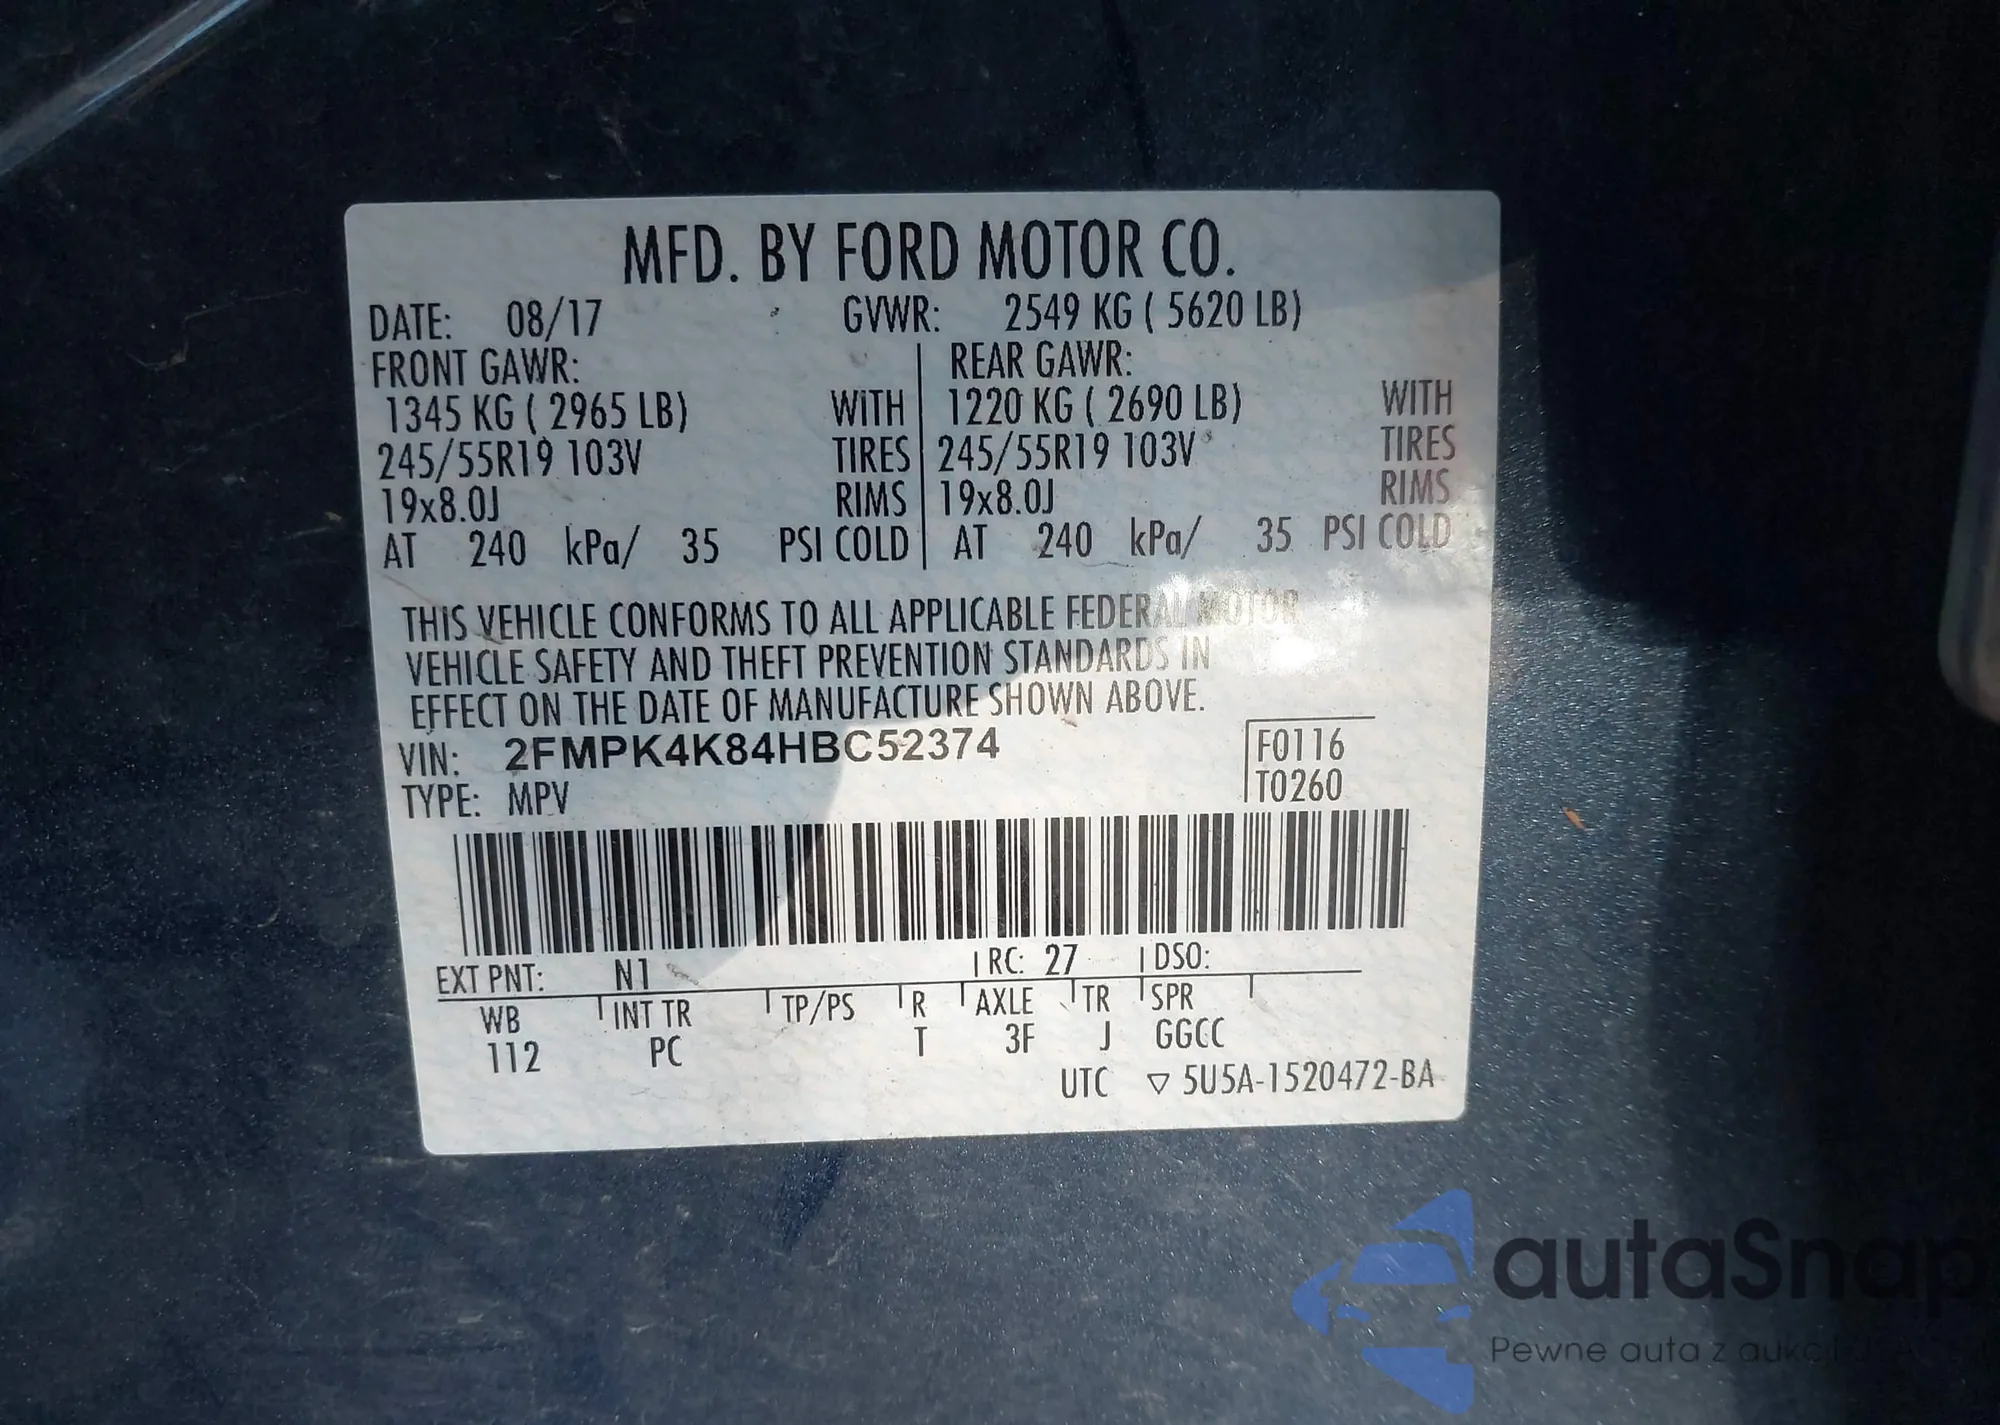 MFD. BY FORD MOTOR CO.
DATE: 08/17 GVWR: 2549 KG ( 5620 LB)
FRONT GAWR: REAR GAWR:
1345 KG ( 2965 LB) WITH 1220 KG ( 2690 LB) WITH
245/55R19 103V TIRES 245/55R19 103V TIRES
19x8.0J RIMS 19x8.0J RIMS
AT 240 kPa/ 35 PSI COLD AT 240 kPa/ 35 PSI COLD
THIS VEHICLE CONFORMS TO ALL APPLICABLE FEDERAL MOTOR
VEHICLE SAFETY AND THEFT PREVENTION STANDARDS IN
EFFECT ON THE DATE OF MANUFACTURE SHOWN ABOVE.
VIN: 2FMPK4K84HBC52374 F0116
TYPE: MPV T0260
EXT PNT: N1 RC: 27 DSO:
WB INT TR TP/PS R AXLE TR SPR
112 PC T 3F J GGCC
UTC ▽ 5U5A-1520472-BA
autaSnap
Pewne auta z